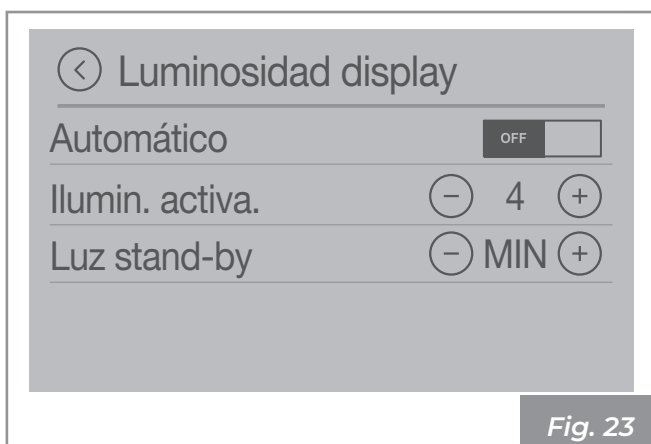 Luminosidad display
Automático OFF
Ilumin. activa. − 4 +
Luz stand-by − MIN +
Fig. 23